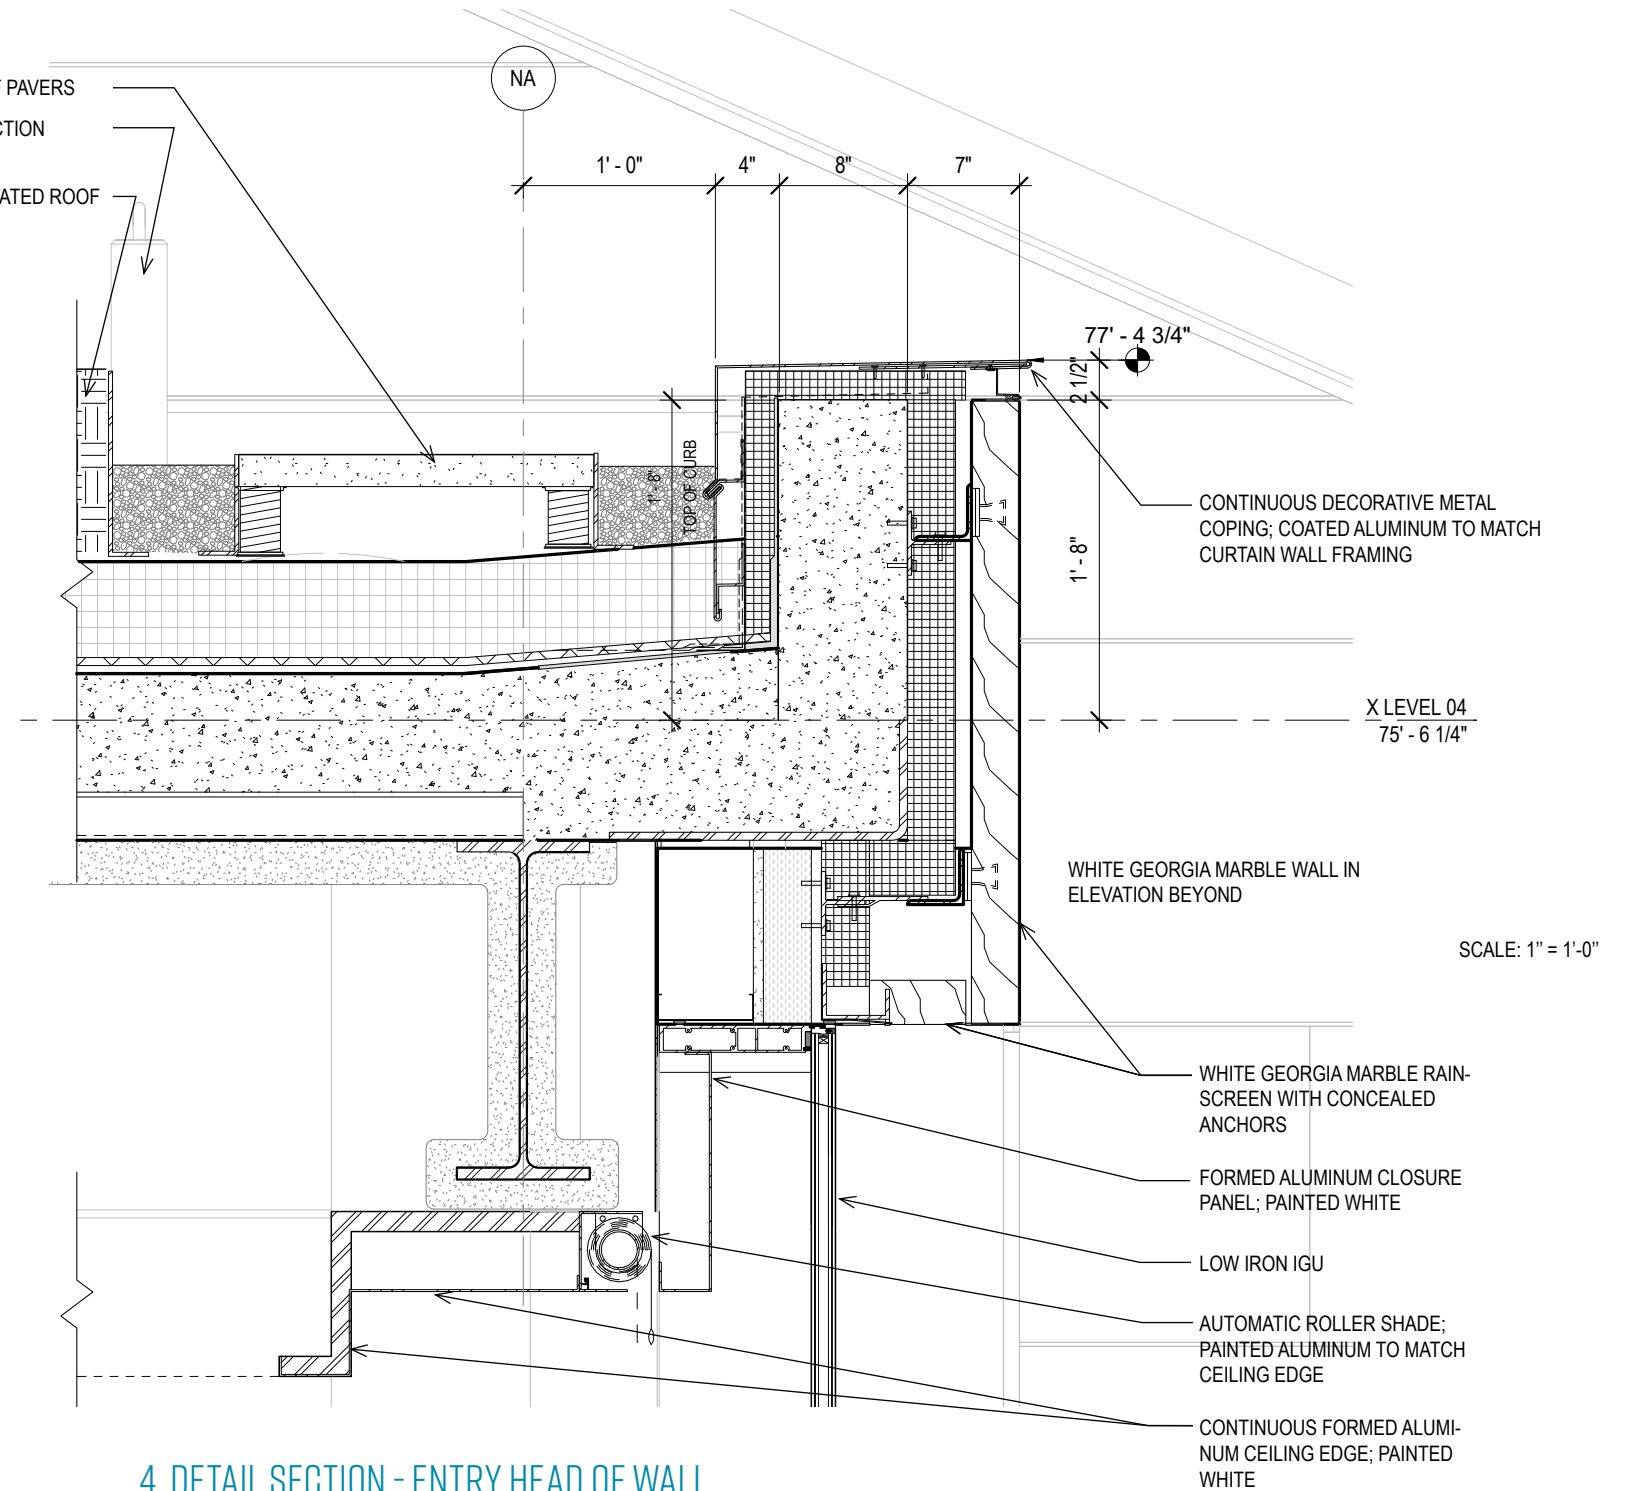 PAVERS
NA
1' - 0"
4"
8"
7"
ROOF
77' - 4 3/4"
2 1/2"
1' - 8"
TOP OF CURB
CONTINUOUS DECORATIVE METAL
COPING; COATED ALUMINUM TO MATCH
CURTAIN WALL FRAMING
1' - 8"
X LEVEL 04
75' - 6 1/4"
WHITE GEORGIA MARBLE WALL IN
ELEVATION BEYOND
SCALE: 1" = 1'-0"
WHITE GEORGIA MARBLE RAIN-
SCREEN WITH CONCEALED
ANCHORS
FORMED ALUMINUM CLOSURE
PANEL; PAINTED WHITE
LOW IRON IGU
AUTOMATIC ROLLER SHADE;
PAINTED ALUMINUM TO MATCH
CEILING EDGE
CONTINUOUS FORMED ALUMI-
NUM CEILING EDGE; PAINTED
WHITE
4 DETAIL SECTION - ENTRY HEAD OF WALL